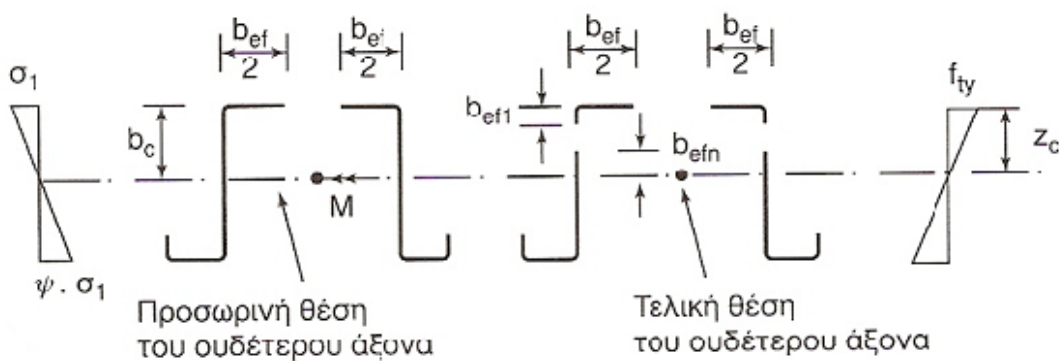 b_ef/2 b_ef/2 b_ef/2 b_ef/2
σ₁ f_ty
b_c b_ef1 b_efn z_c
M
ψ . σ₁
Προσωρινή θέση
του ουδέτερου άξονα
Τελική θέση
του ουδέτερου άξονα